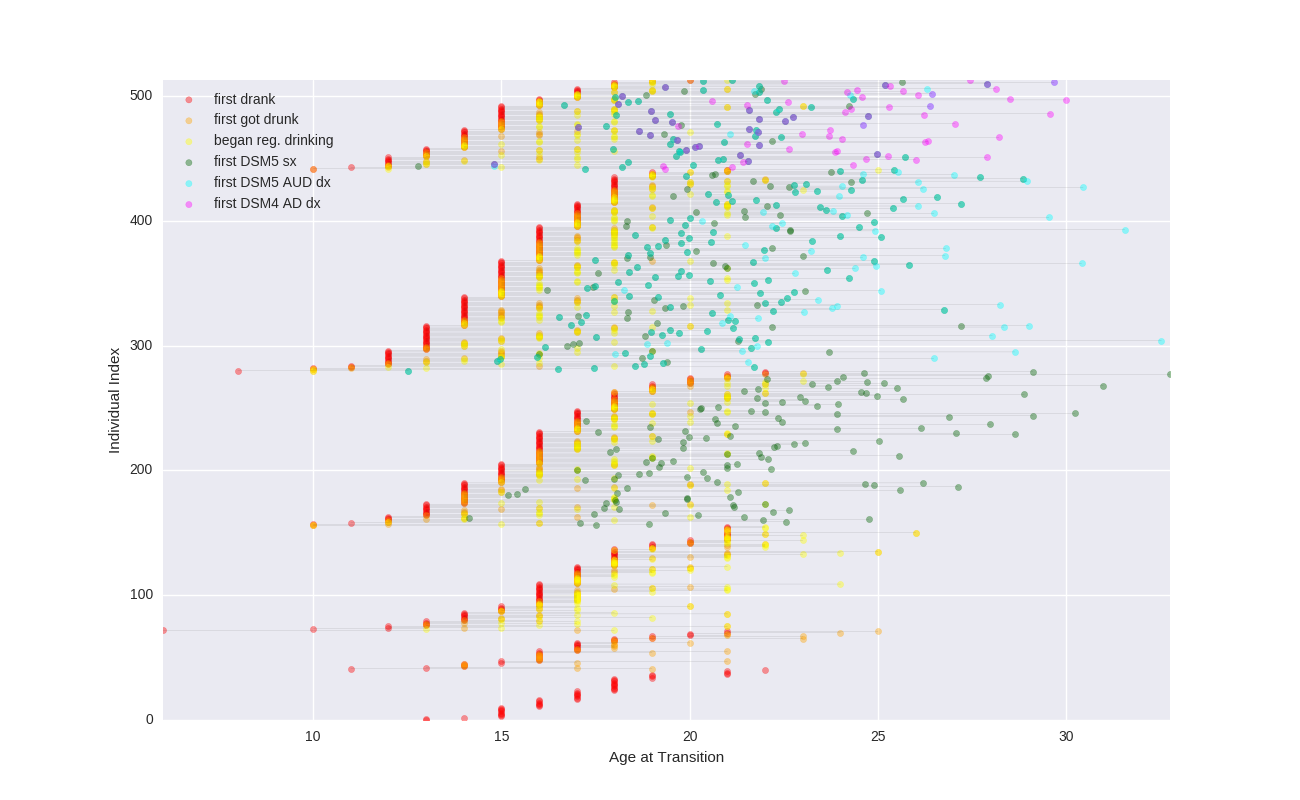 500
400
300
200
100
0
Individual Index
first drank
first got drunk
began reg. drinking
first DSM5 sx
first DSM5 AUD dx
first DSM4 AD dx
10 15 20 25 30
Age at Transition